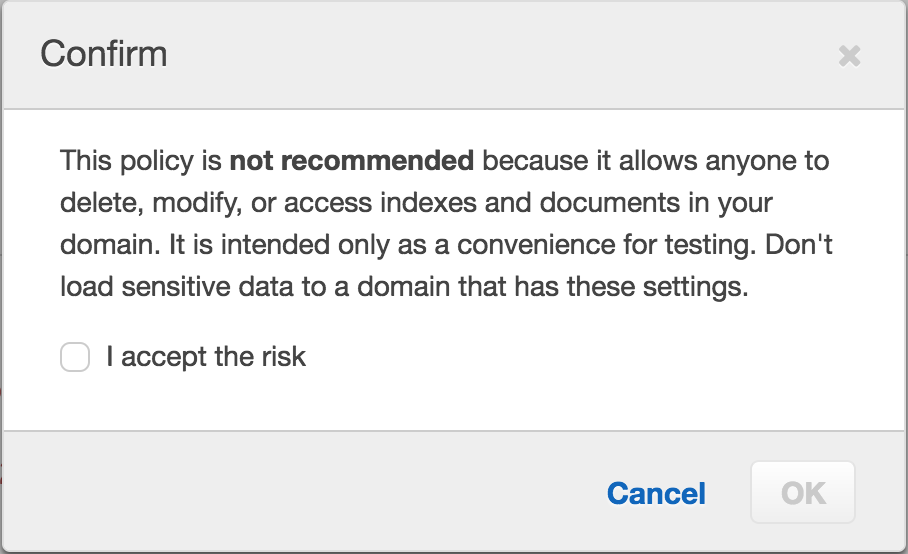 Confirm
This policy is not recommended because it allows anyone to
delete, modify, or access indexes and documents in your
domain. It is intended only as a convenience for testing. Don't
load sensitive data to a domain that has these settings.
I accept the risk
Cancel OK